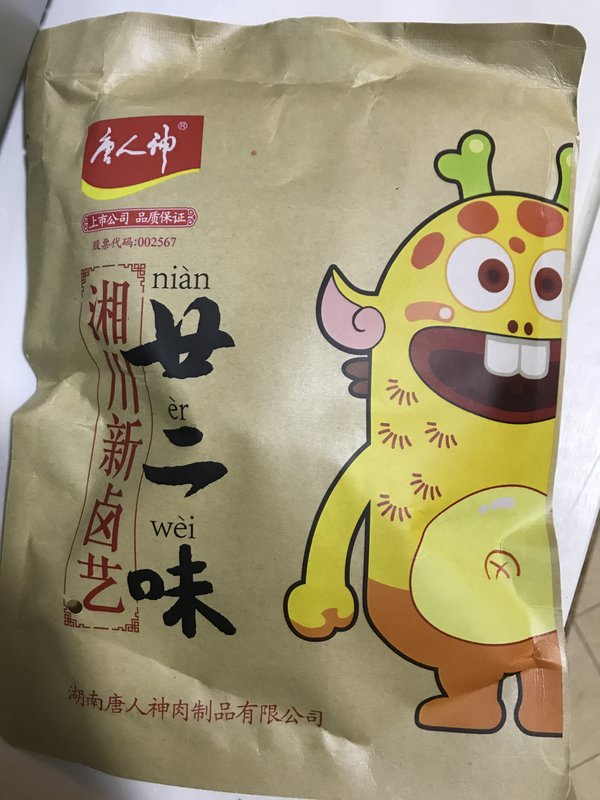 唐人神®
上市公司 品质保证
股票代码:002567
湘川新卤艺
niàn
廿
èr
二
wèi
味
湖南唐人神肉制品有限公司